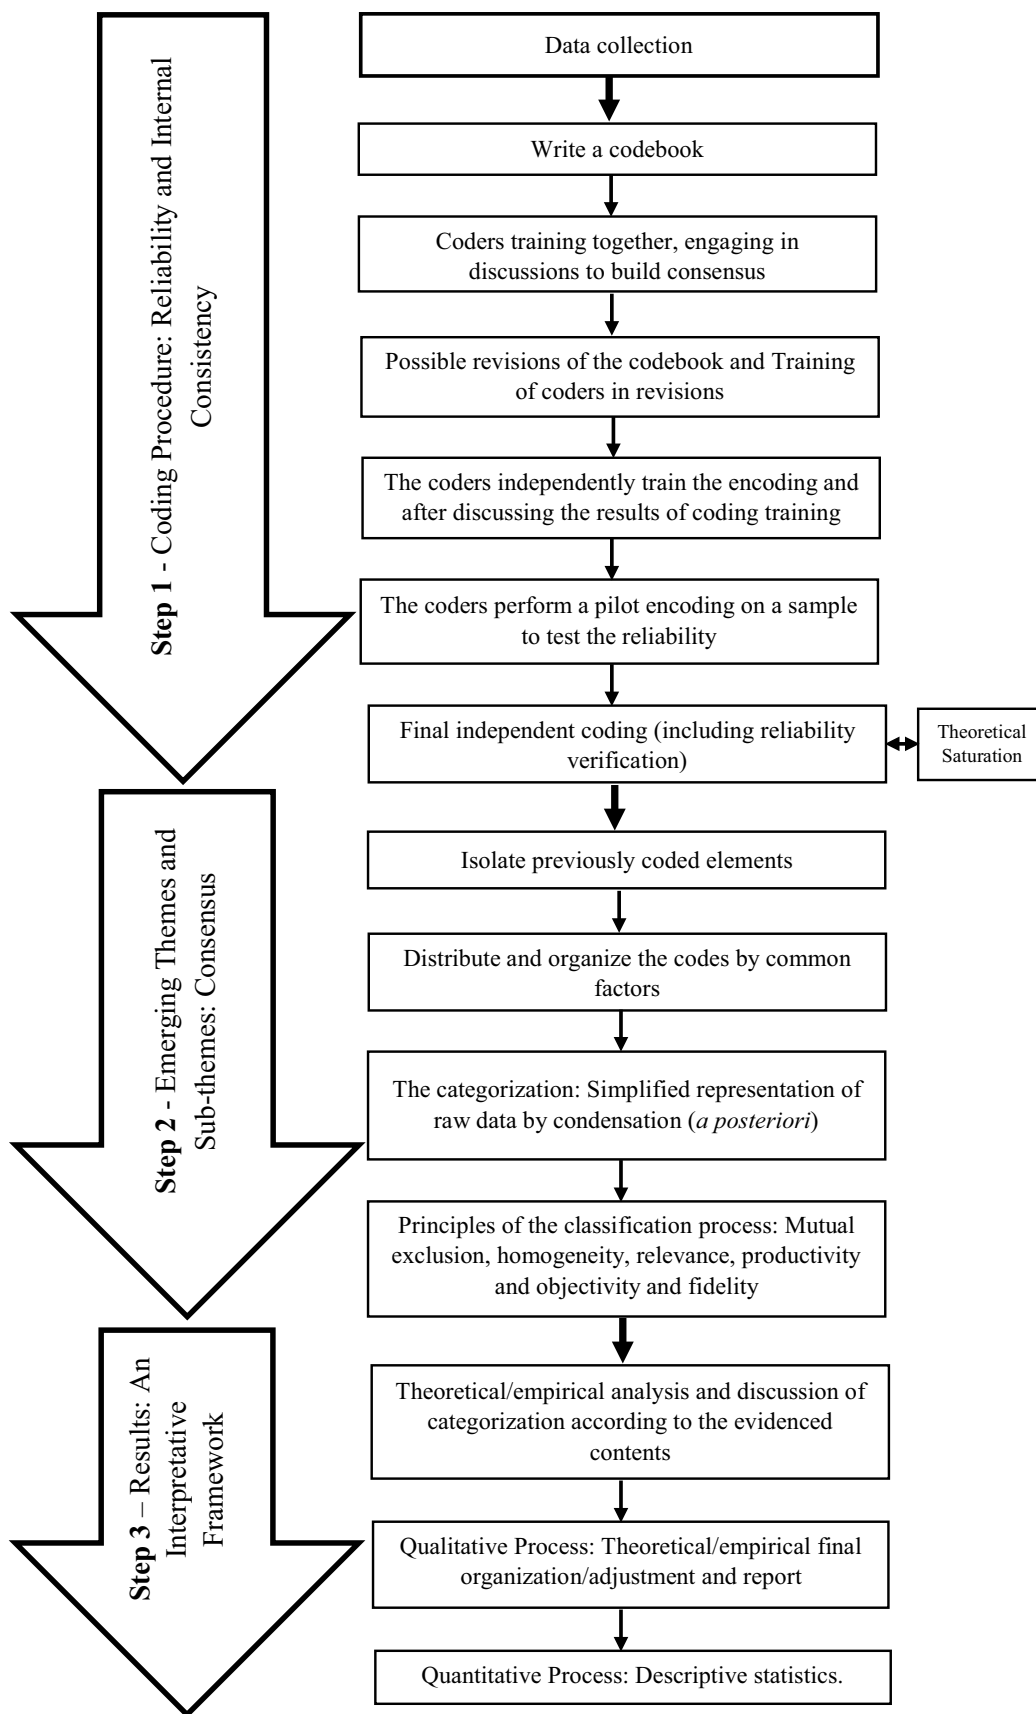 Data collection
Write a codebook
Coders training together, engaging in
discussions to build consensus
Possible revisions of the codebook and Training
of coders in revisions
The coders independently train the encoding and
after discussing the results of coding training
The coders perform a pilot encoding on a sample
to test the reliability
Final independent coding (including reliability
verification)
Theoretical
Saturation
Step 1 - Coding Procedure: Reliability and Internal
Consistency
Isolate previously coded elements
Distribute and organize the codes by common
factors
The categorization: Simplified representation of
raw data by condensation (a posteriori)
Principles of the classification process: Mutual
exclusion, homogeneity, relevance, productivity
and objectivity and fidelity
Step 2 - Emerging Themes and
Sub-themes: Consensus
Theoretical/empirical analysis and discussion of
categorization according to the evidenced
contents
Qualitative Process: Theoretical/empirical final
organization/adjustment and report
Quantitative Process: Descriptive statistics.
Step 3 – Results: An
Interpretative
Framework